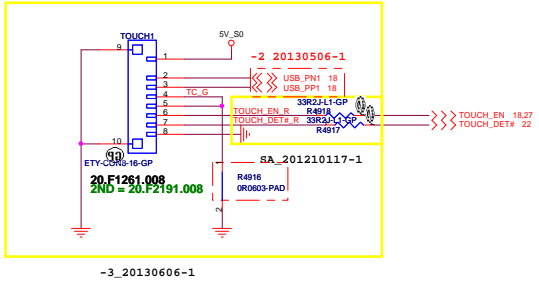 TOUCH1
5V_S0
-2 20130506-1
9
1
2
USB_PN1 18
3
USB_PP1 18
4
TC_G
5
33R2J-L1-GP
6
TOUCH_EN_R
R4918
TOUCH_EN 18,27
7
TOUCH_DET#_R
33R2J-L1-GP
TOUCH_DET# 22
8
R4917
10
ETY-CON8-16-GP
SA_201210117-1
20.F1261.008
2ND = 20.F2191.008
1
R4916
0R0603-PAD
2
-3_20130606-1